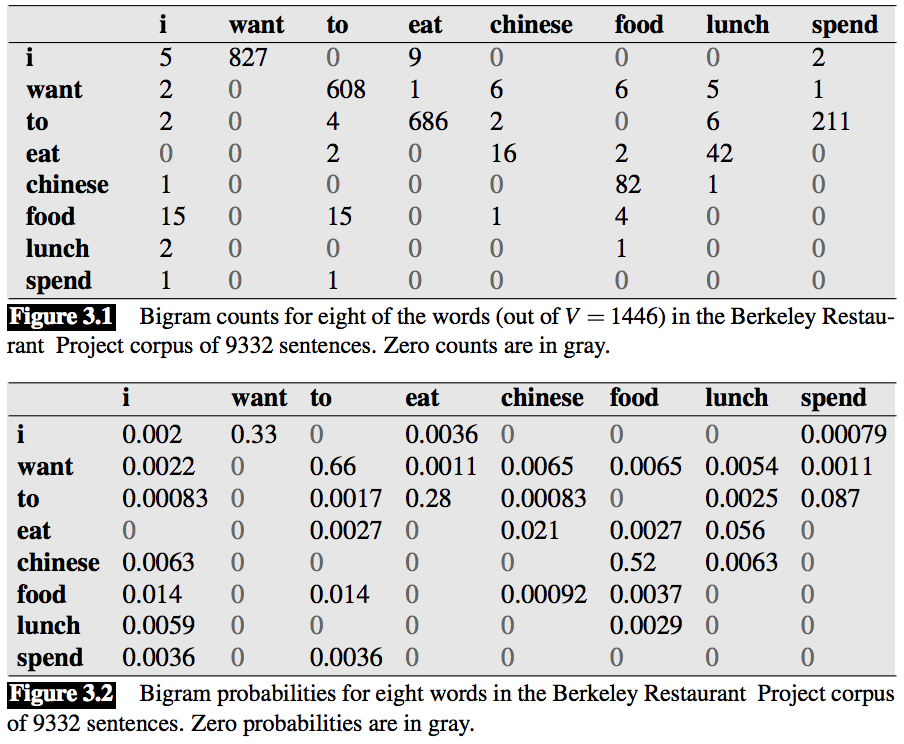 i want to eat chinese food lunch spend
i 5 827 0 9 0 0 0 2
want 2 0 608 1 6 6 5 1
to 2 0 4 686 2 0 6 211
eat 0 0 2 0 16 2 42 0
chinese 1 0 0 0 0 82 1 0
food 15 0 15 0 1 4 0 0
lunch 2 0 0 0 0 1 0 0
spend 1 0 1 0 0 0 0 0
Figure 3.1 Bigram counts for eight of the words (out of V = 1446) in the Berkeley Restau-
rant Project corpus of 9332 sentences. Zero counts are in gray.
i want to eat chinese food lunch spend
i 0.002 0.33 0 0.0036 0 0 0 0.00079
want 0.0022 0 0.66 0.0011 0.0065 0.0065 0.0054 0.0011
to 0.00083 0 0.0017 0.28 0.00083 0 0.0025 0.087
eat 0 0 0.0027 0 0.021 0.0027 0.056 0
chinese 0.0063 0 0 0 0 0.52 0.0063 0
food 0.014 0 0.014 0 0.00092 0.0037 0 0
lunch 0.0059 0 0 0 0 0.0029 0 0
spend 0.0036 0 0.0036 0 0 0 0 0
Figure 3.2 Bigram probabilities for eight words in the Berkeley Restaurant Project corpus
of 9332 sentences. Zero probabilities are in gray.